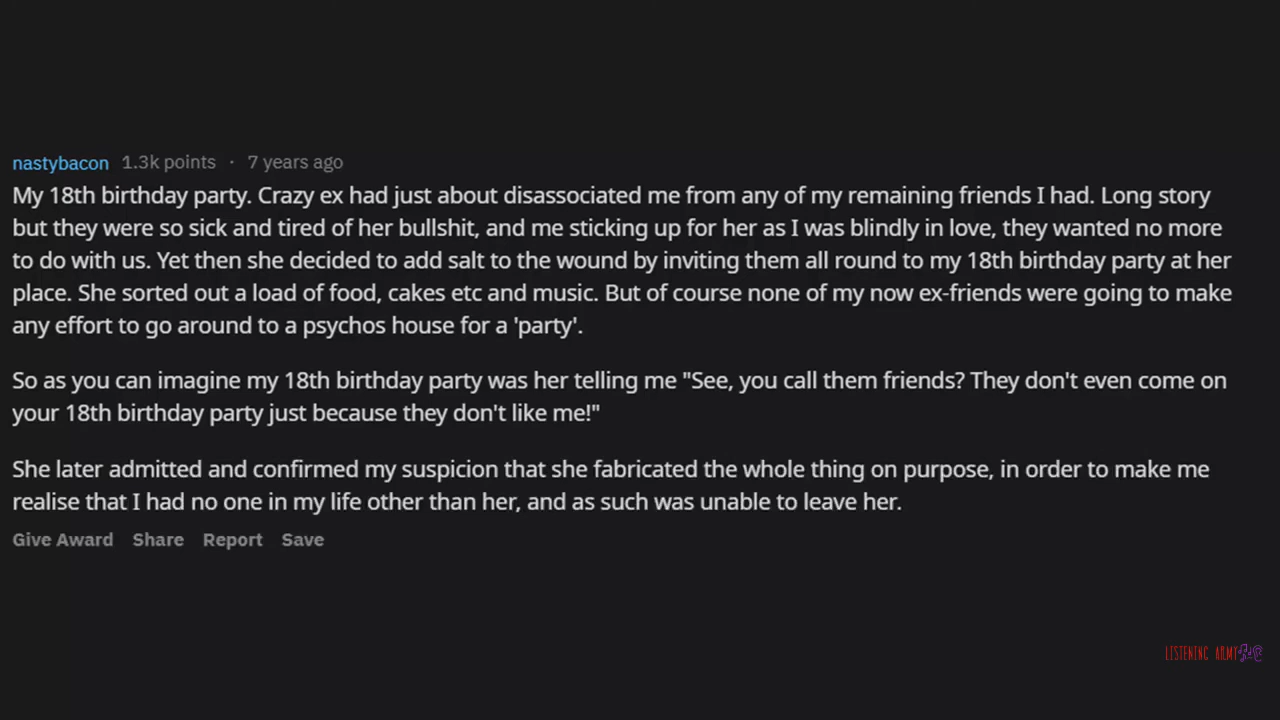 nastybacon 1.3k points · 7 years ago
My 18th birthday party. Crazy ex had just about disassociated me from any of my remaining friends I had. Long story
but they were so sick and tired of her bullshit, and me sticking up for her as I was blindly in love, they wanted no more
to do with us. Yet then she decided to add salt to the wound by inviting them all round to my 18th birthday party at her
place. She sorted out a load of food, cakes etc and music. But of course none of my now ex-friends were going to make
any effort to go around to a psychos house for a 'party'.
So as you can imagine my 18th birthday party was her telling me "See, you call them friends? They don't even come on
your 18th birthday party just because they don't like me!"
She later admitted and confirmed my suspicion that she fabricated the whole thing on purpose, in order to make me
realise that I had no one in my life other than her, and as such was unable to leave her.
Give Award Share Report Save
LISTENING ARMY